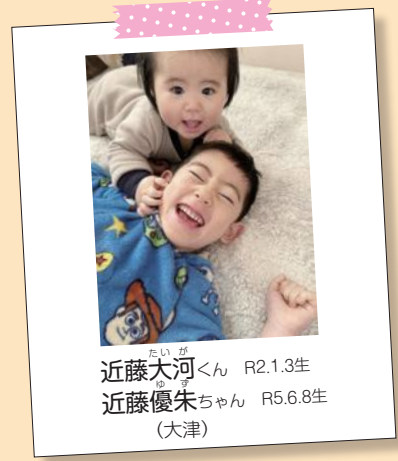 たいが
近藤大河くん　R2.1.3生
ゆず
近藤優朱ちゃん　R5.6.8生
（大津）